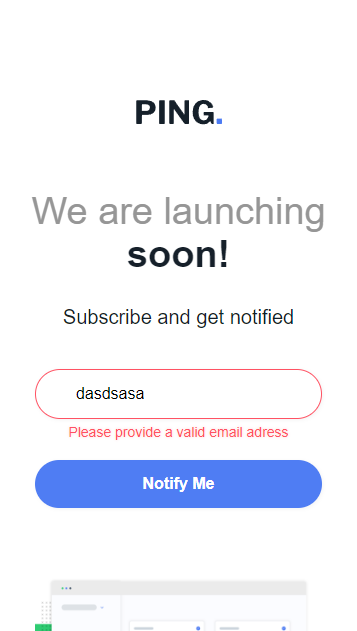 PING.
We are launching
soon!
Subscribe and get notified
dasdsasa
Please provide a valid email adress
Notify Me